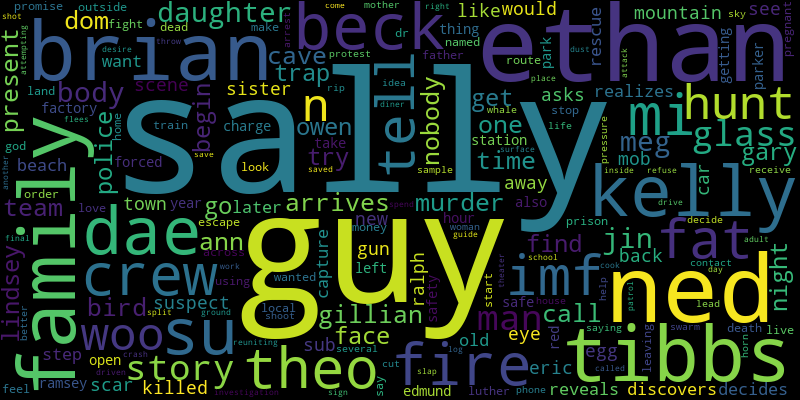 come mother right sky
promise outside dom fight dead daughter make like would mountain see pregnant
shot attempting brian beck ethan
dr protest father thing named park rescue route dust
want cave trap getting parker
flees present land body scene sister begin idea tell nobody get asks realizes
rip diner whale attack hunt
factory god train police home charge n owen one station stop life mi glass
forced take try time place meg pressure
another beach save look saved sample surface away mob gary
order sally inside refuse car receive
family love year escape murder also kelly drive
team town go later arrives spend prison decide
dae ann across capture new hour woman guide find jin fat adult
lindsey final crew using money gun left ralph safety school back contact day night
work wanted start theater imf cook
better woo su local shoot ground guy safe house help patrol lead ned
bird suspect gillian man call saying swarm death live
split reuniting face sub several old eye red leaving horn
step open driven crash story theo log fire egg called tibbs
feel ramsey scar killed investigation sign say cut slap edmund luther phone eric reveals discovers decides
arrest desire throw